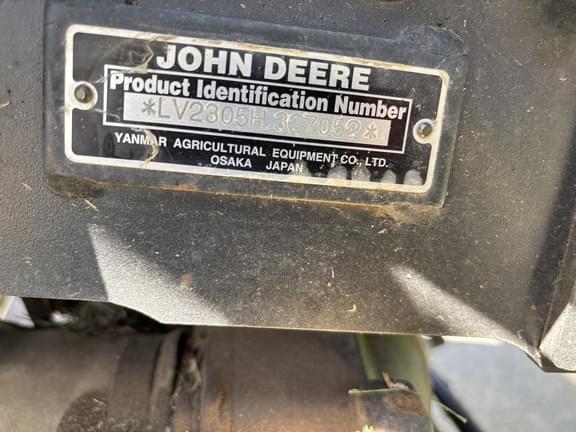 JOHN DEERE
Product Identification Number
*LV2305H
YANMAR AGRICULTURAL EQUIPMENT CO., LTD.
OSAKA JAPAN